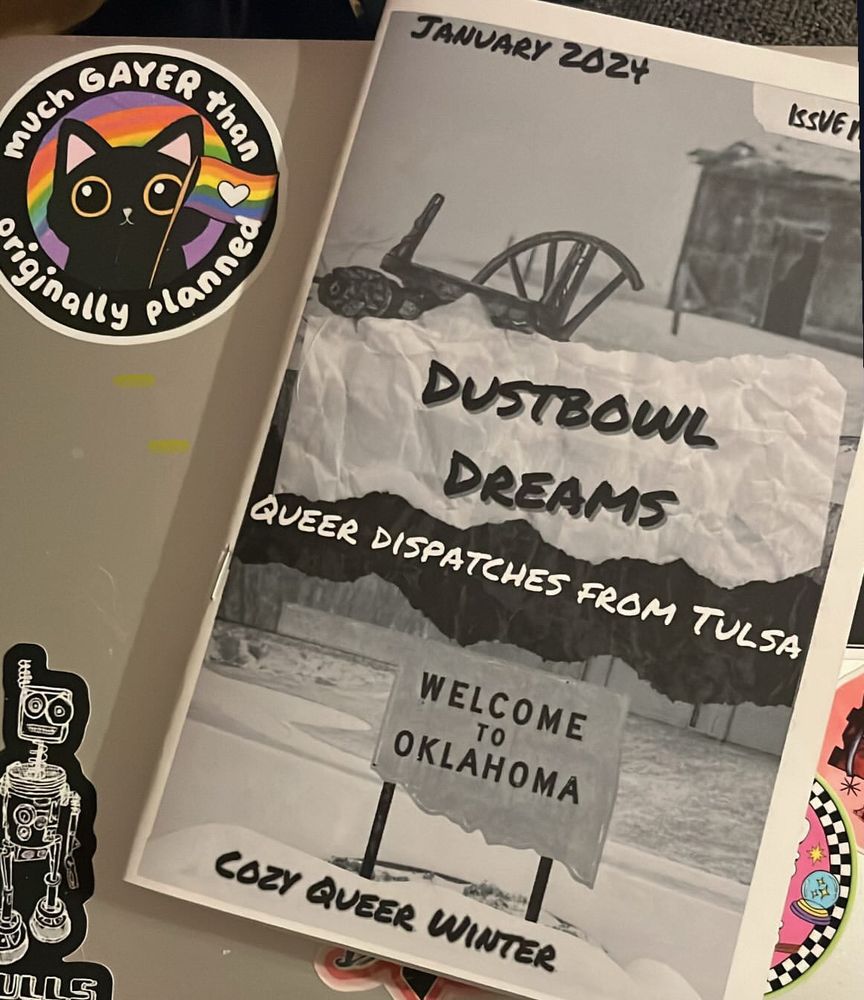 much GAYER than
originally planned
JANUARY 2024
ISSUE
DUSTBOWL
DREAMS
QUEER DISPATCHES FROM TULSA
WELCOME
TO
OKLAHOMA
COZY QUEER WINTER
ULLS